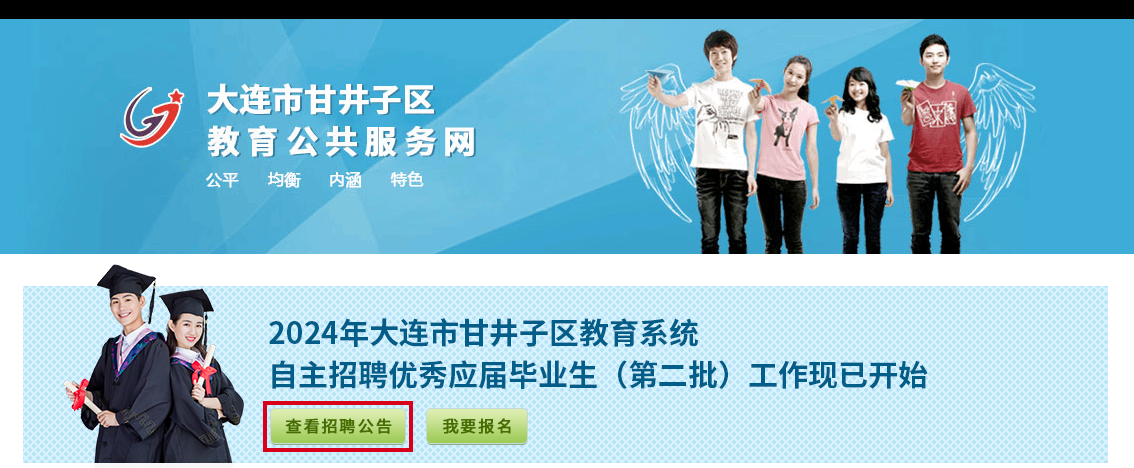 大连市甘井子区
教育公共服务网
公平 均衡 内涵 特色
2024年大连市甘井子区教育系统
自主招聘优秀应届毕业生（第二批）工作现已开始
查看招聘公告 我要报名